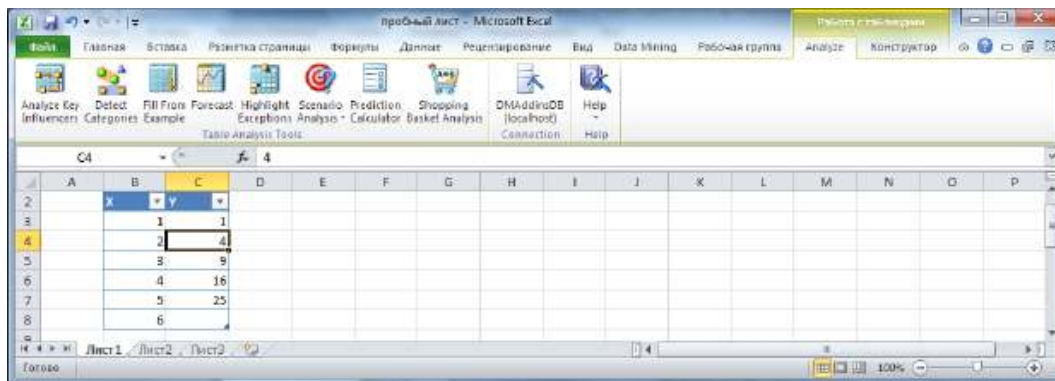 пробный лист - Microsoft Excel
Работа с таблицами
Файл Главная Вставка Разметка страницы Формулы Данные Рецензирование Вид Data Mining Рабочая группа Analyze Конструктор
Analyze Key Influencers
Detect Categories
Fill From Example
Forecast
Highlight Exceptions
Scenario Analysis
Prediction Calculator
Shopping Basket Analysis
DMAddinsDB (localhost)
Help
Table Analysis Tools
Connection
Help
C4 fx 4
A B C D E F G H I J K L M N O P
2 X Y
3 1 1
4 2 4
5 3 9
6 4 16
7 5 25
8 6
9
Лист1 Лист2 Лист3
Готово 100%